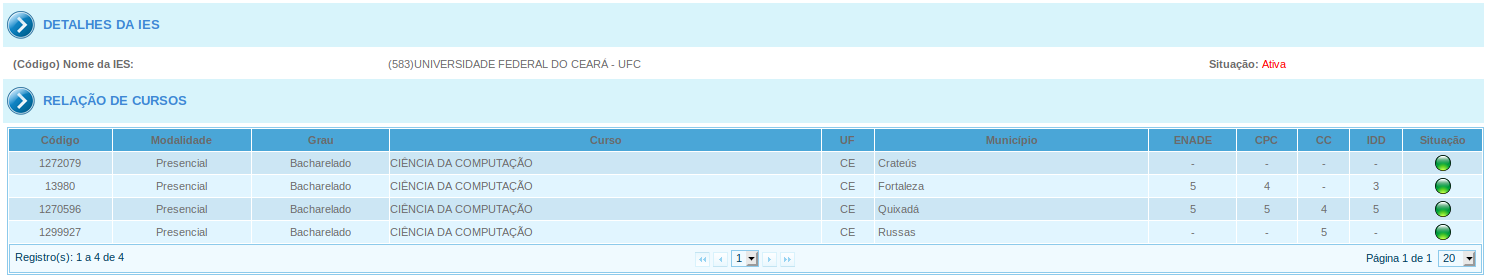 DETALHES DA IES
(Código) Nome da IES: (583)UNIVERSIDADE FEDERAL DO CEARÁ - UFC Situação: Ativa
RELAÇÃO DE CURSOS
Código Modalidade Grau Curso UF Município ENADE CPC CC IDD Situação
1272079 Presencial Bacharelado CIÊNCIA DA COMPUTAÇÃO CE Crateús - - - -
13980 Presencial Bacharelado CIÊNCIA DA COMPUTAÇÃO CE Fortaleza 5 4 - 3
1270596 Presencial Bacharelado CIÊNCIA DA COMPUTAÇÃO CE Quixadá 5 5 4 5
1299927 Presencial Bacharelado CIÊNCIA DA COMPUTAÇÃO CE Russas - - 5 -
Registro(s): 1 a 4 de 4 1 Página 1 de 1 20